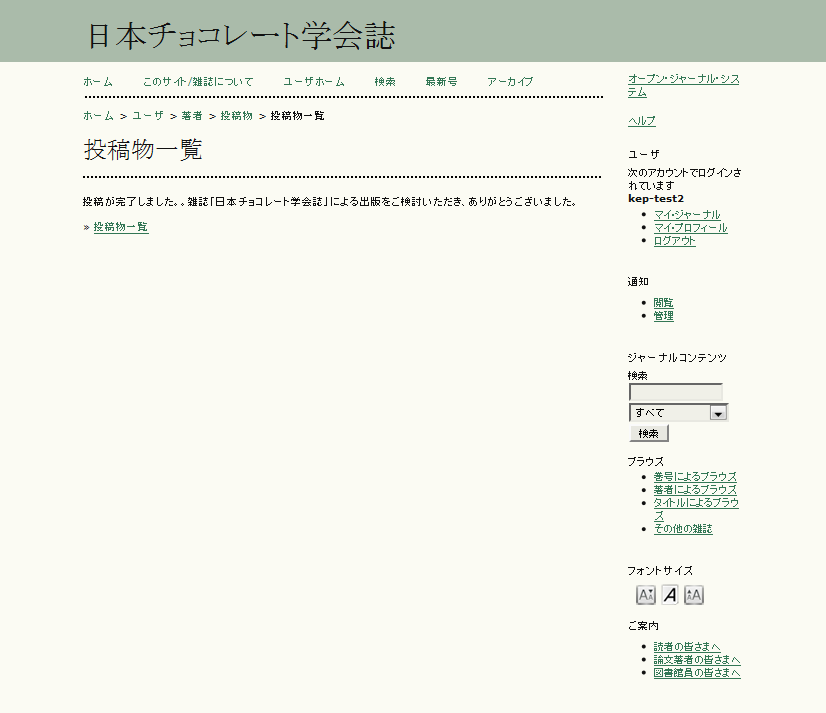 日本チョコレート学会誌
ホーム このサイト/雑誌について ユーザホーム 検索 最新号 アーカイブ
ホーム > ユーザ > 著者 > 投稿物 > 投稿物一覧
投稿物一覧
投稿が完了しました。。雑誌「日本チョコレート学会誌」による出版をご検討いただき、ありがとうございました。
» 投稿物一覧
オープン・ジャーナル・シス
テム
ヘルプ
ユーザ
次のアカウントでログインさ
れています
kep-test2
マイ・ジャーナル
マイ・プロフィール
ログアウト
通知
閲覧
管理
ジャーナルコンテンツ
検索
すべて
検索
ブラウズ
巻号によるブラウズ
著者によるブラウズ
タイトルによるブラウ
ズ
その他の雑誌
フォントサイズ
A A A
ご案内
読者の皆さまへ
論文著者の皆さまへ
図書館員の皆さまへ